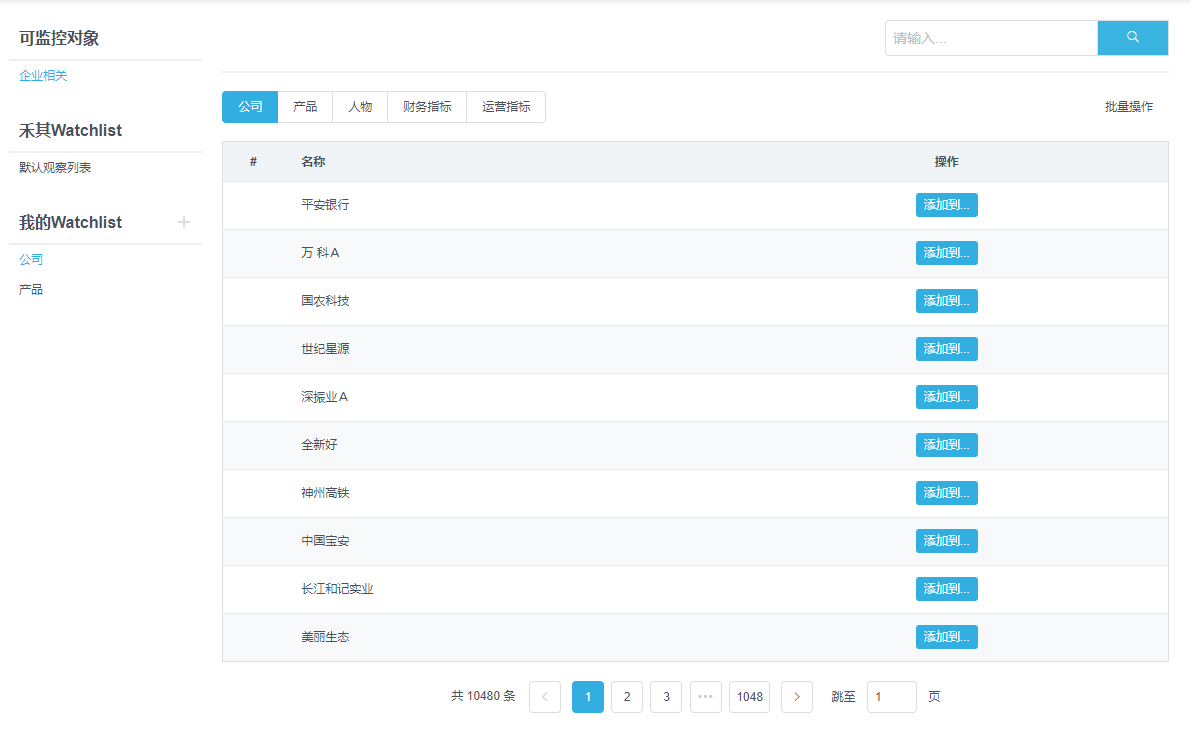 可监控对象
企业相关
禾其Watchlist
默认观察列表
我的Watchlist
公司
产品
请输入...
公司 产品 人物 财务指标 运营指标 批量操作
# 名称 操作
平安银行 添加到...
万 科A 添加到...
国农科技 添加到...
世纪星源 添加到...
深振业A 添加到...
全新好 添加到...
神州高铁 添加到...
中国宝安 添加到...
长江和记实业 添加到...
美丽生态 添加到...
共 10480 条 1 2 3 ••• 1048 跳至 1 页